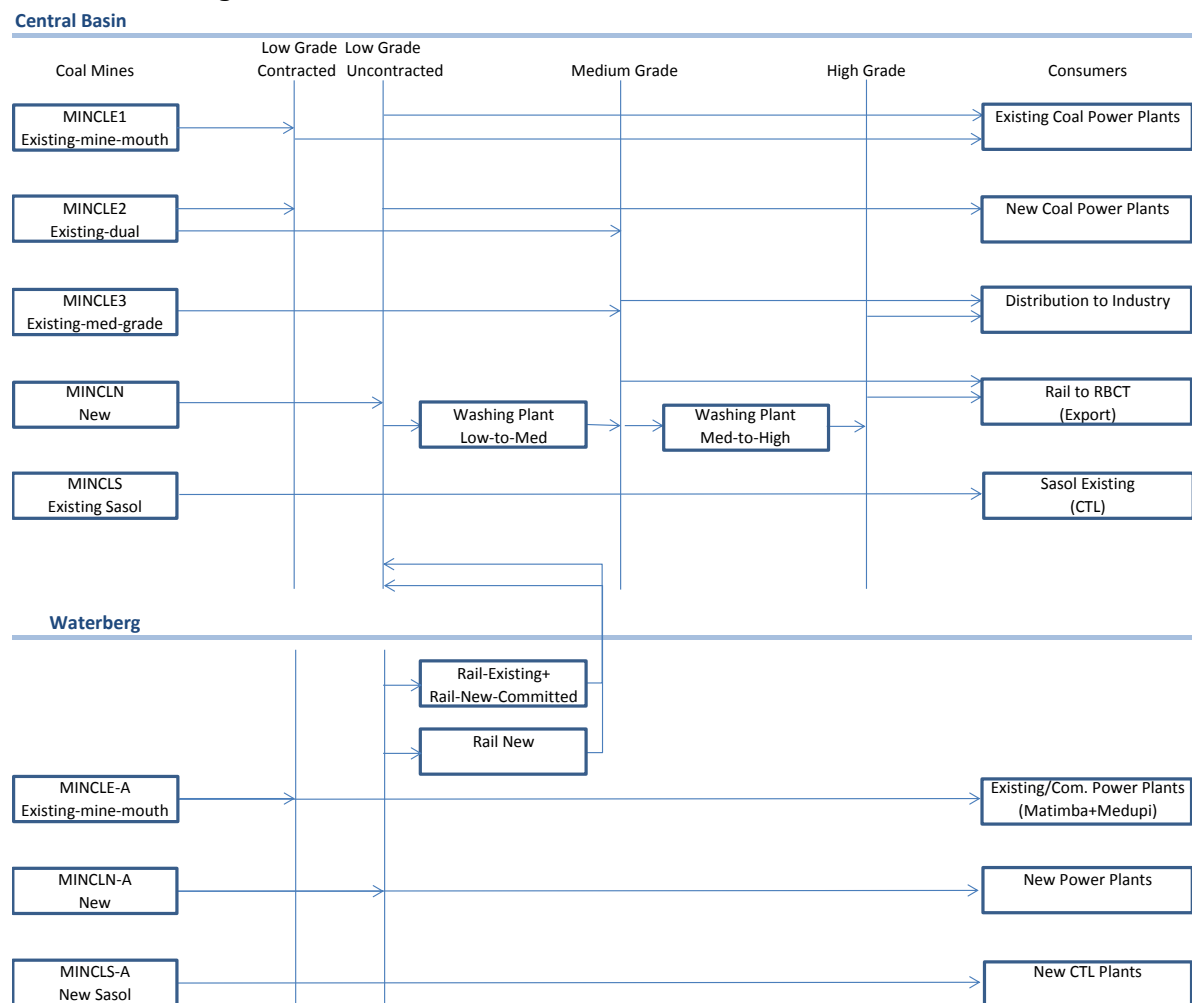 Central Basin
Low Grade Low Grade
Coal Mines Contracted Uncontracted Medium Grade High Grade Consumers
MINCLE1
Existing-mine-mouth
Existing Coal Power Plants
MINCLE2
Existing-dual
New Coal Power Plants
MINCLE3
Existing-med-grade
Distribution to Industry
MINCLN
New
Washing Plant
Low-to-Med
Washing Plant
Med-to-High
Rail to RBCT
(Export)
MINCLS
Existing Sasol
Sasol Existing
(CTL)
Waterberg
Rail-Existing+
Rail-New-Committed
Rail New
MINCLE-A
Existing-mine-mouth
Existing/Com. Power Plants
(Matimba+Medupi)
MINCLN-A
New
New Power Plants
MINCLS-A
New Sasol
New CTL Plants